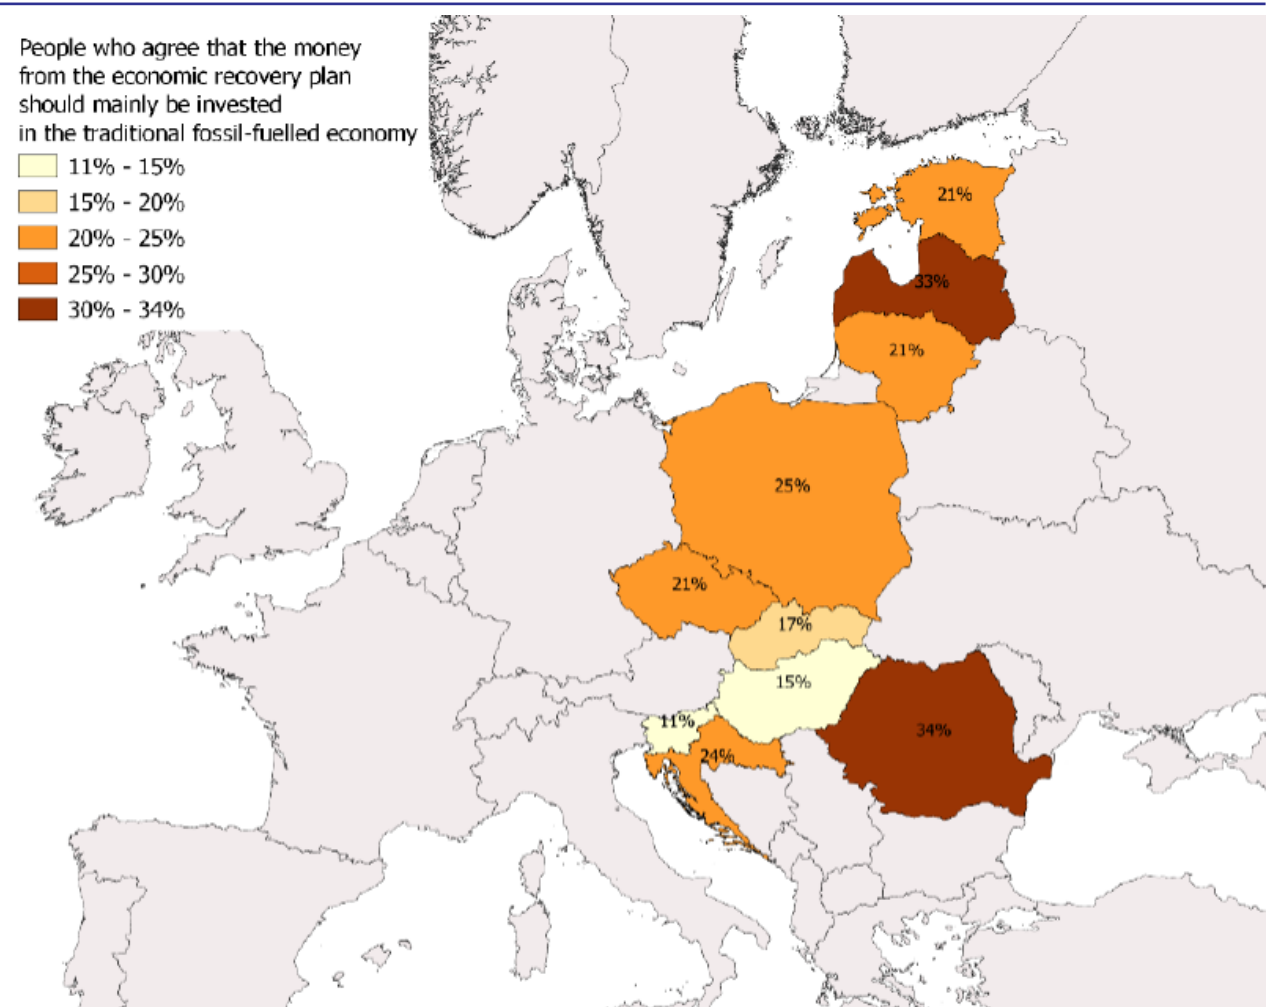 People who agree that the money
from the economic recovery plan
should mainly be invested
in the traditional fossil-fuelled economy
11% - 15%
15% - 20%
20% - 25%
25% - 30%
30% - 34%
21%
33%
21%
25%
21%
17%
15%
11%
34%
24%